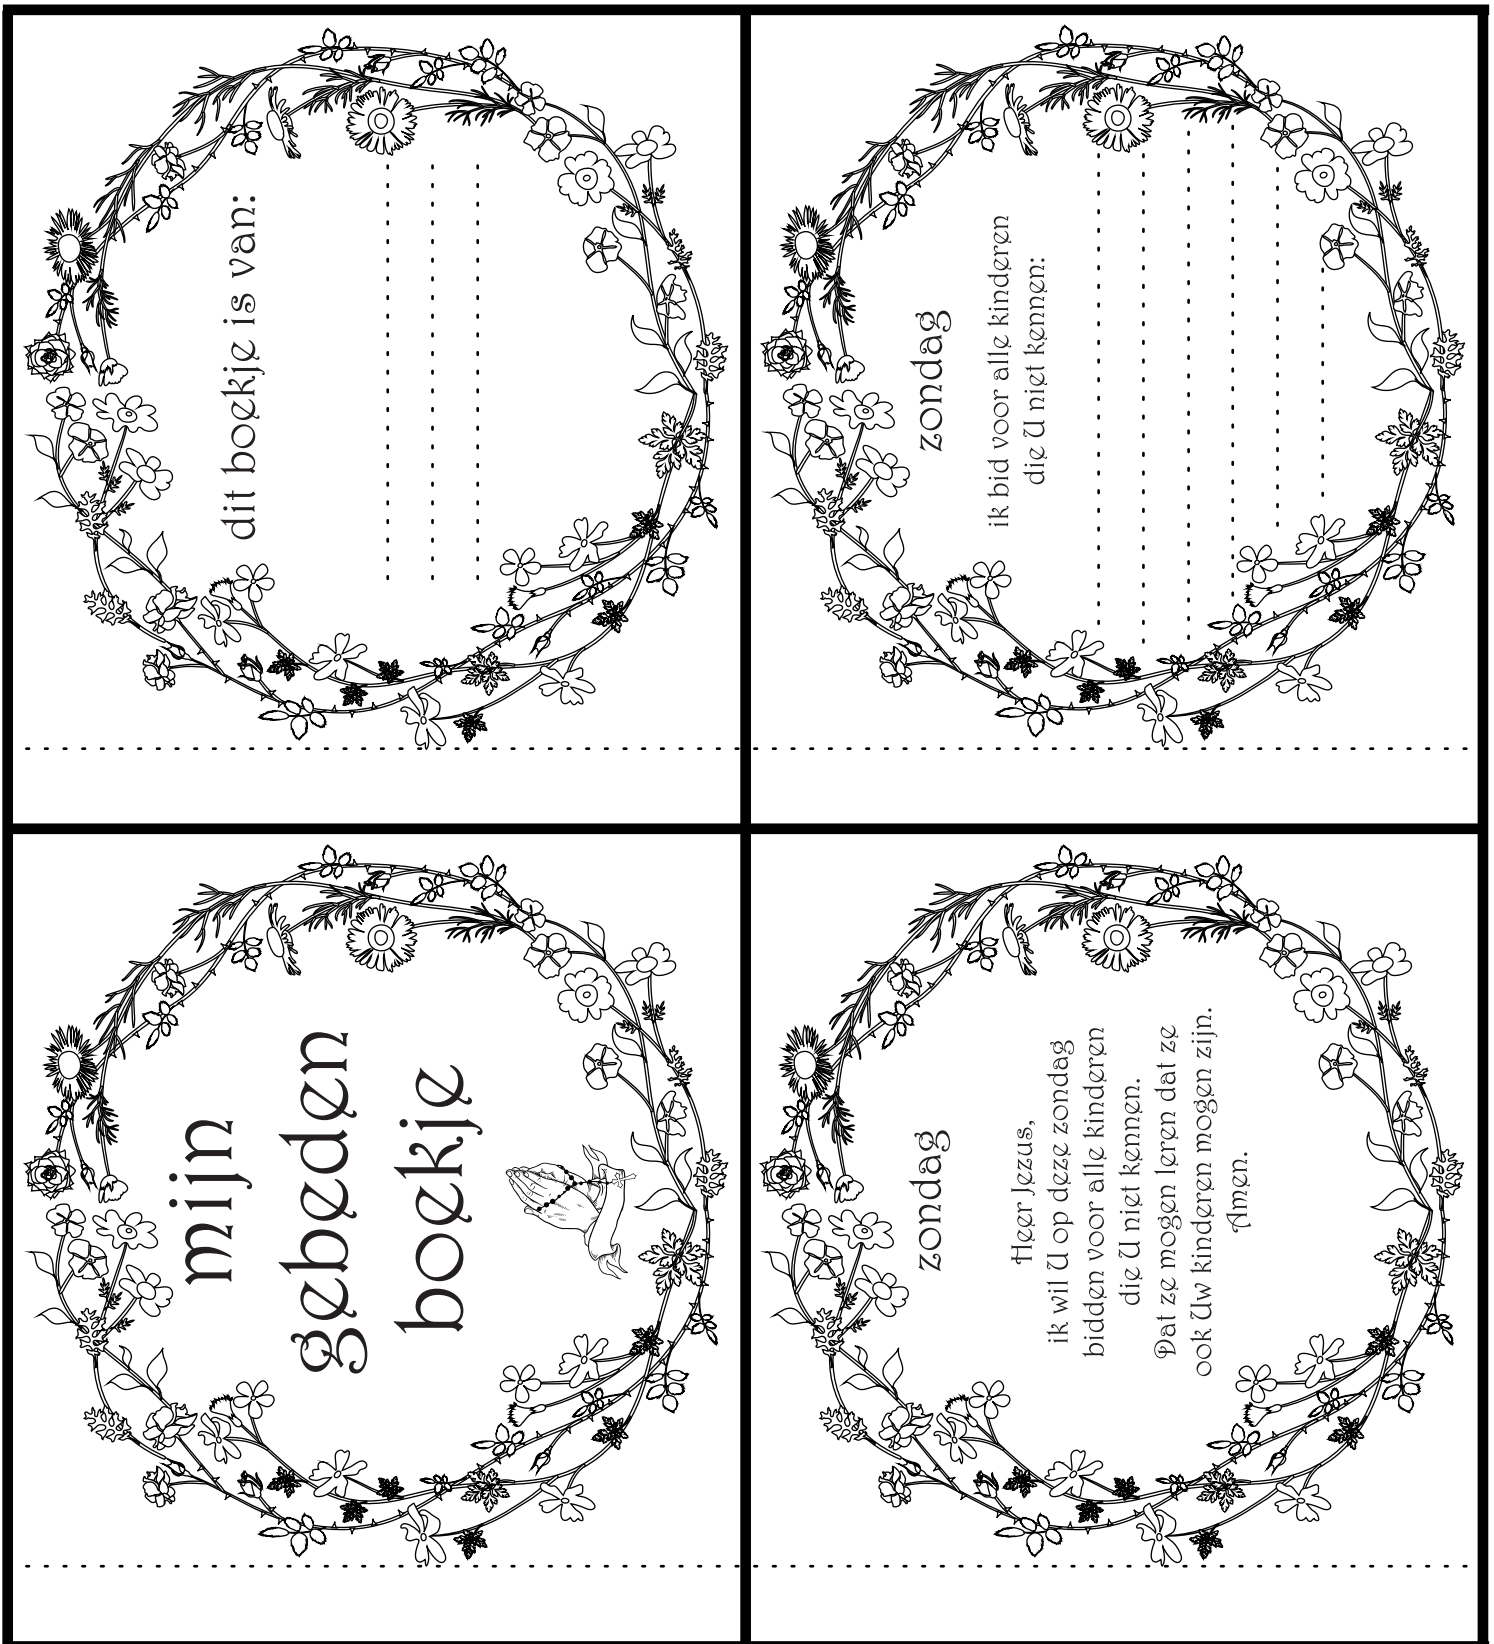 mijn
gebeden
boekje
dit boekje is van:
zondag
Heer Jezus,
ik wil U op deze zondag
bidden voor alle kinderen
die U niet kennen.
Dat ze mogen leren dat ze
ook Uw kinderen mogen zijn.
Amen.
zondag
ik bid voor alle kinderen
die U niet kennen: